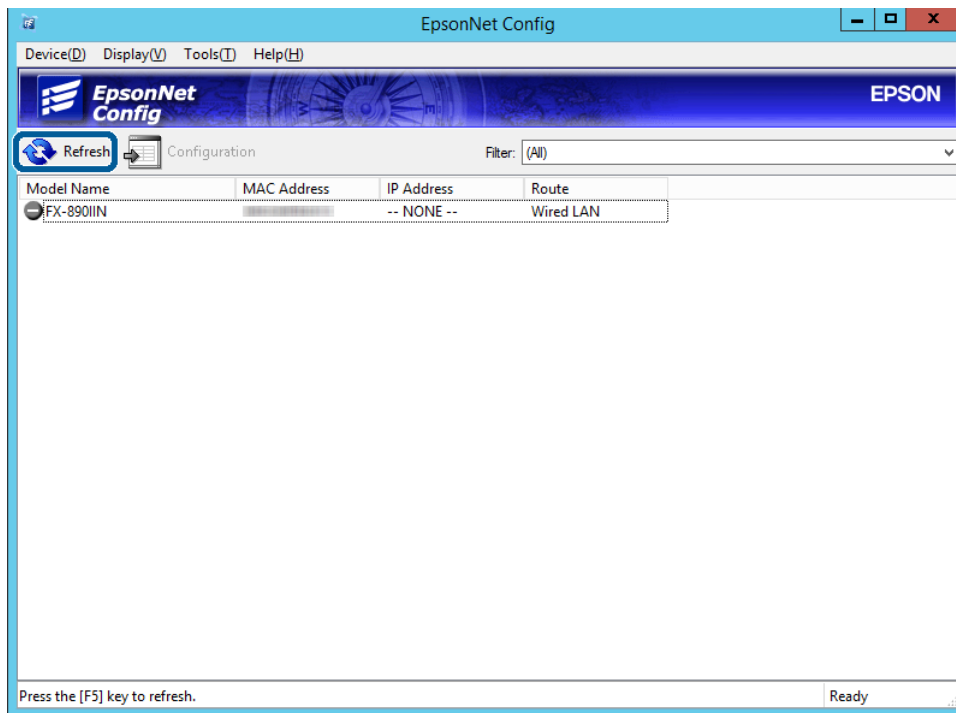 EpsonNet Config
Device(D) Display(V) Tools(T) Help(H)
EpsonNet
Config
EPSON
Refresh Configuration Filter: (All)
Model Name MAC Address IP Address Route
FX-890IIN -- NONE -- Wired LAN
Press the [F5] key to refresh. Ready